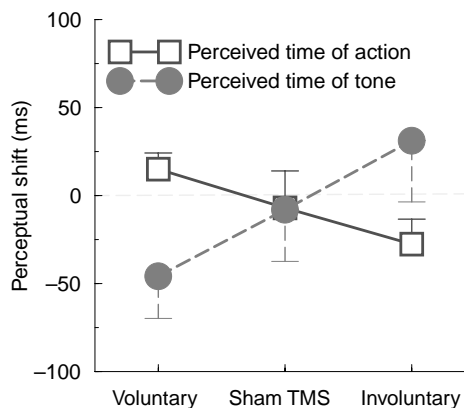 100
Perceived time of action
Perceived time of tone
50
0
–50
–100
Perceptual shift (ms)
Voluntary Sham TMS Involuntary